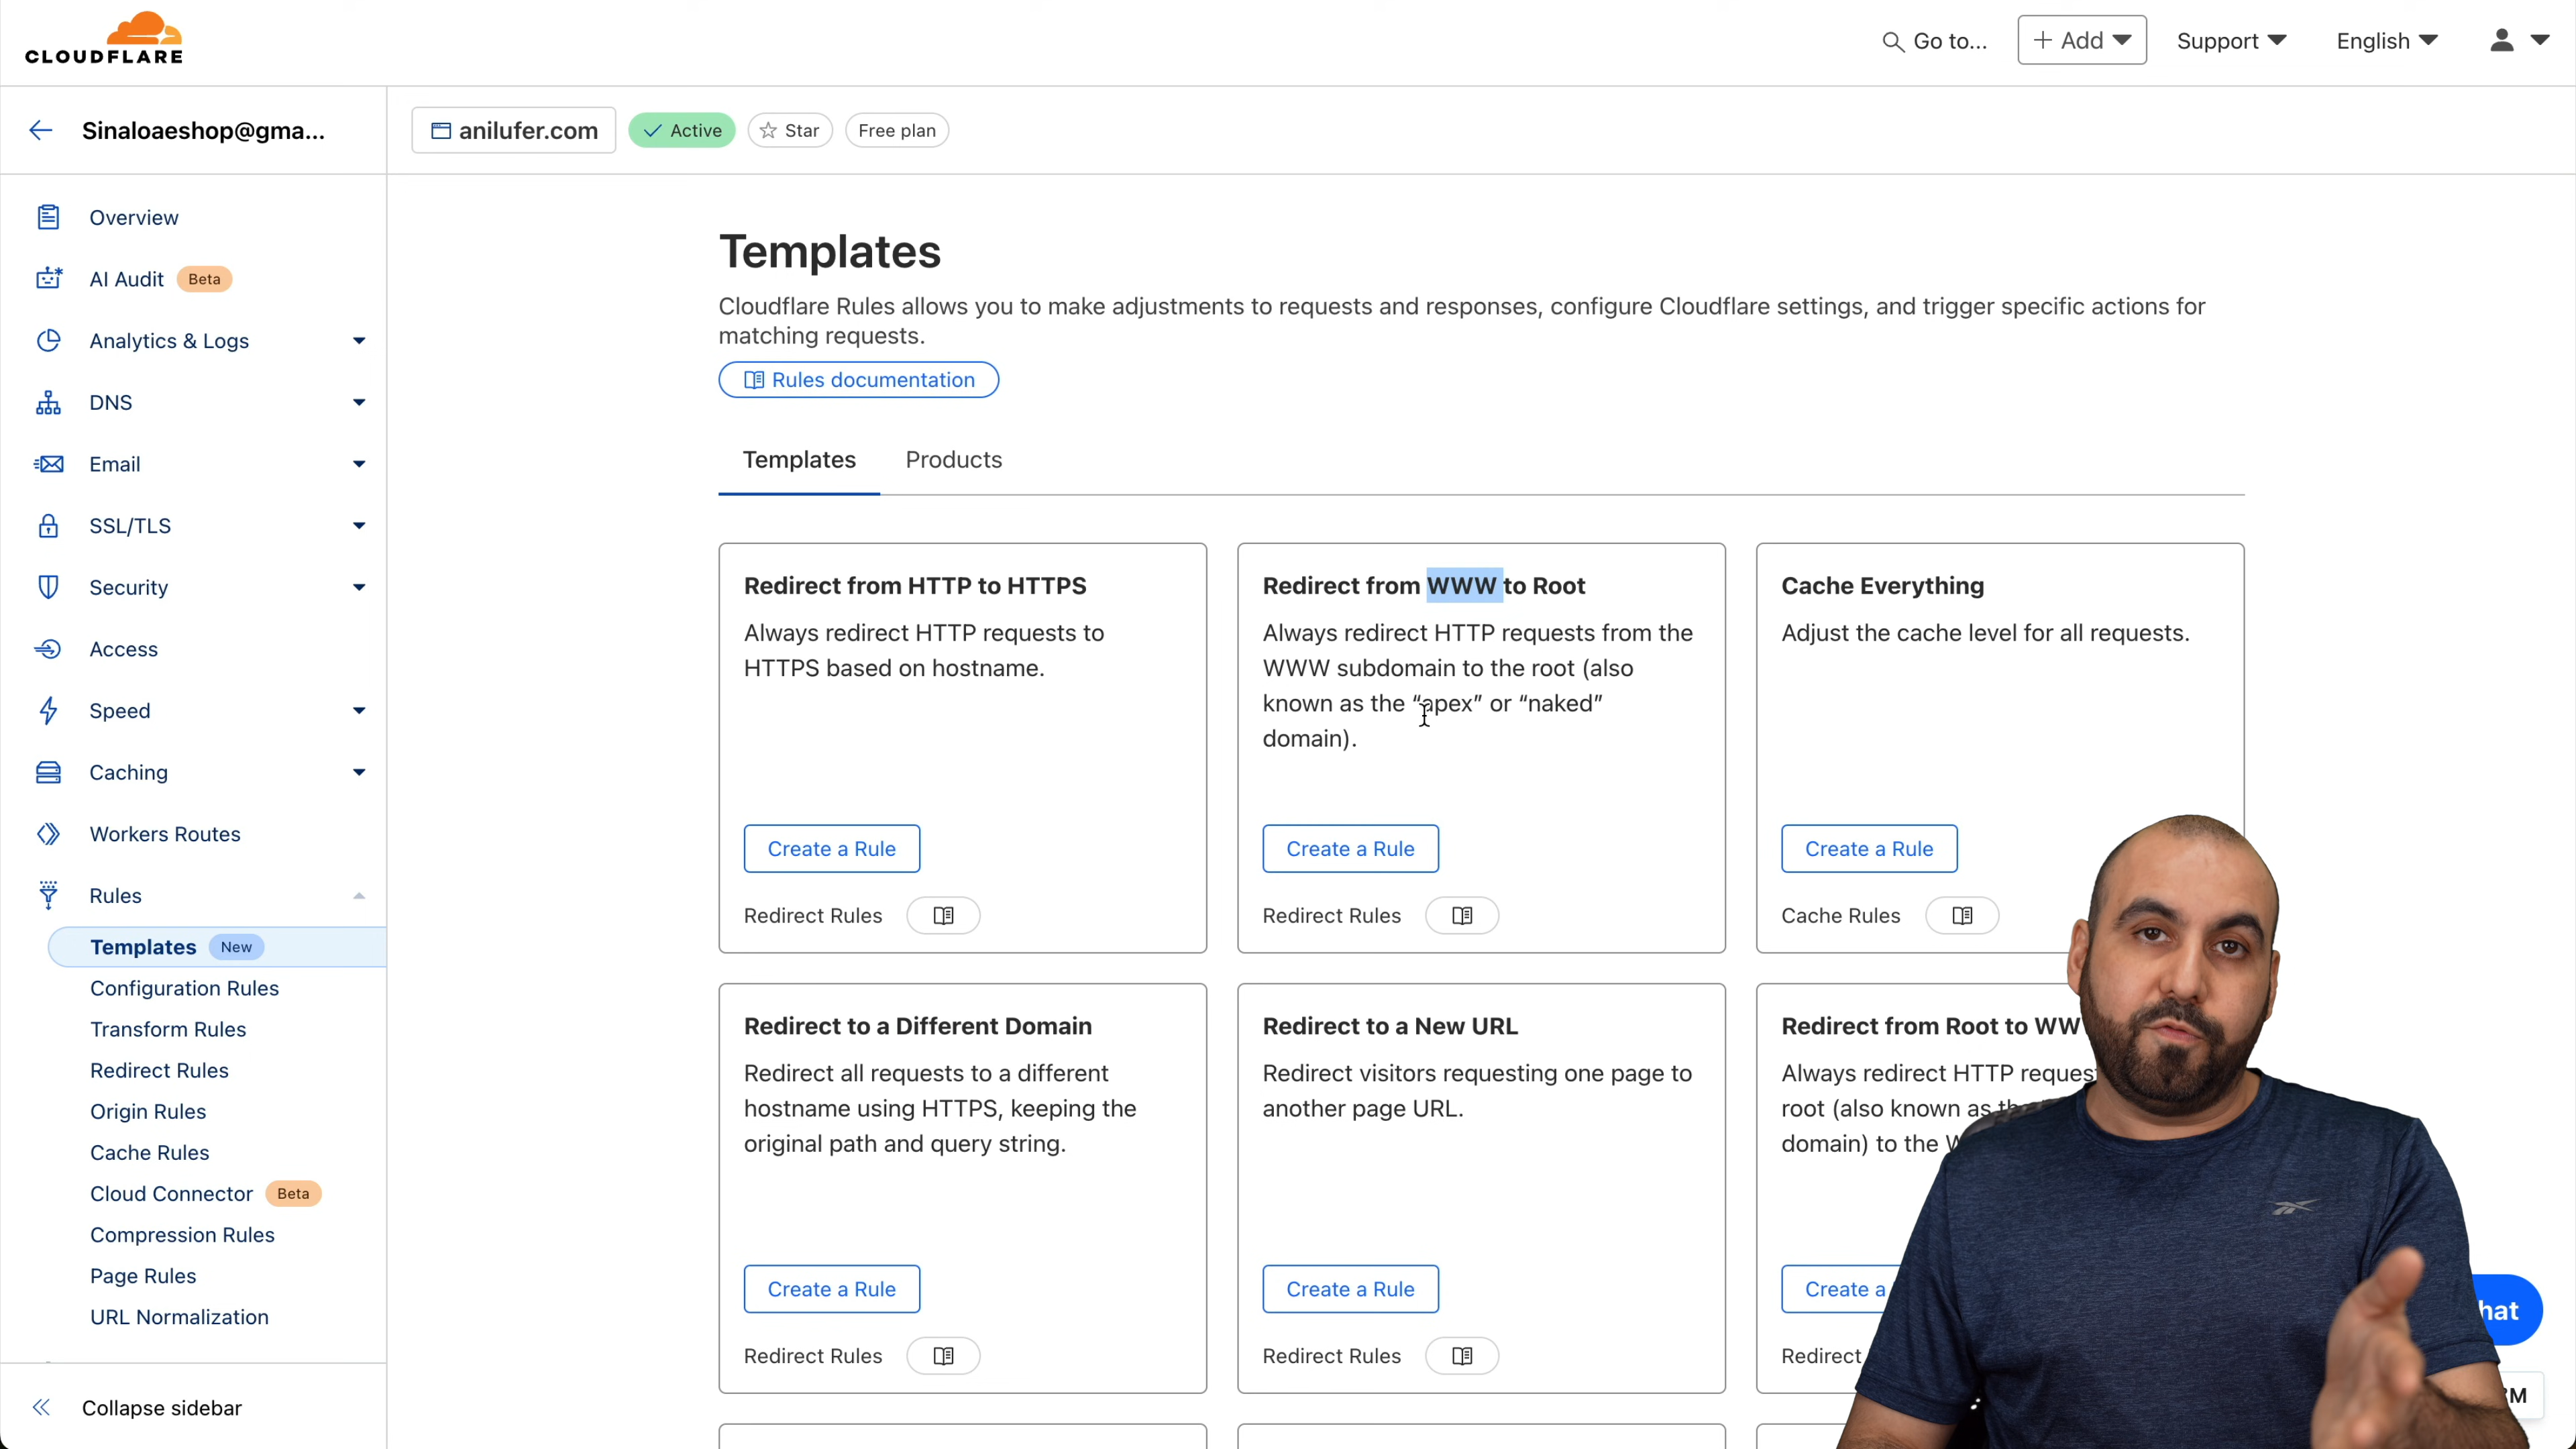 CLOUDFLARE
Go to...
+ Add
Support
English
Sinaloaeshop@gma...
anilufer.com
Active
Star
Free plan
Overview
AI Audit Beta
Analytics & Logs
DNS
Email
SSL/TLS
Security
Access
Speed
Caching
Workers Routes
Rules
Templates New
Configuration Rules
Transform Rules
Redirect Rules
Origin Rules
Cache Rules
Cloud Connector Beta
Compression Rules
Page Rules
URL Normalization
Collapse sidebar
Templates
Cloudflare Rules allows you to make adjustments to requests and responses, configure Cloudflare settings, and trigger specific actions for
matching requests.
Rules documentation
Templates Products
Redirect from HTTP to HTTPS
Always redirect HTTP requests to
HTTPS based on hostname.
Create a Rule
Redirect Rules
Redirect from WWW to Root
Always redirect HTTP requests from the
WWW subdomain to the root (also
known as the “apex” or “naked”
domain).
Create a Rule
Redirect Rules
Cache Everything
Adjust the cache level for all requests.
Create a Rule
Cache Rules
Redirect to a Different Domain
Redirect all requests to a different
hostname using HTTPS, keeping the
original path and query string.
Create a Rule
Redirect Rules
Redirect to a New URL
Redirect visitors requesting one page to
another page URL.
Create a Rule
Redirect Rules
Redirect from Root to WW
Always redirect HTTP
root (also known as
domain) to the
Create a
Redirect
hat